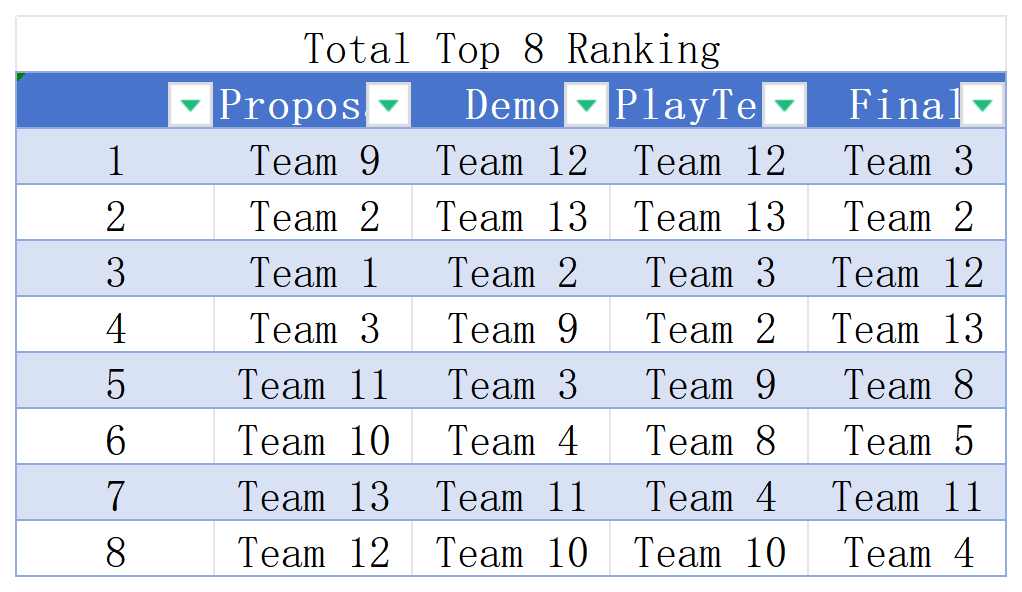 Total Top 8 Ranking
Propos Demo PlayTe Final
1 Team 9 Team 12 Team 12 Team 3
2 Team 2 Team 13 Team 13 Team 2
3 Team 1 Team 2 Team 3 Team 12
4 Team 3 Team 9 Team 2 Team 13
5 Team 11 Team 3 Team 9 Team 8
6 Team 10 Team 4 Team 8 Team 5
7 Team 13 Team 11 Team 4 Team 11
8 Team 12 Team 10 Team 10 Team 4